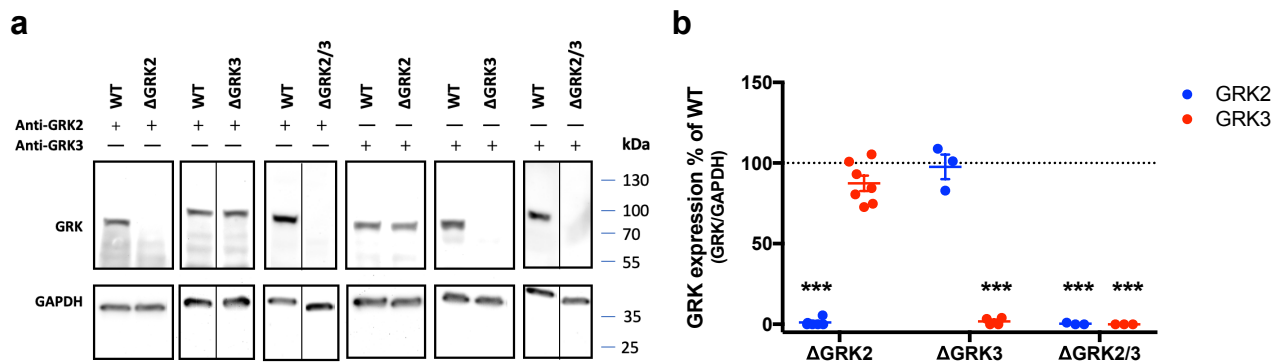 a
WT ΔGRK2 WT ΔGRK3 WT ΔGRK2/3 WT ΔGRK2 WT ΔGRK3 WT ΔGRK2/3
Anti-GRK2 + + + + + + — — — — — —
Anti-GRK3 — — — — — — + + + + + +
kDa
GRK
130
100
70
55
GAPDH
35
25
b
GRK expression % of WT
(GRK/GAPDH)
150
100
50
0
*** *** *** ***
ΔGRK2 ΔGRK3 ΔGRK2/3
GRK2
GRK3